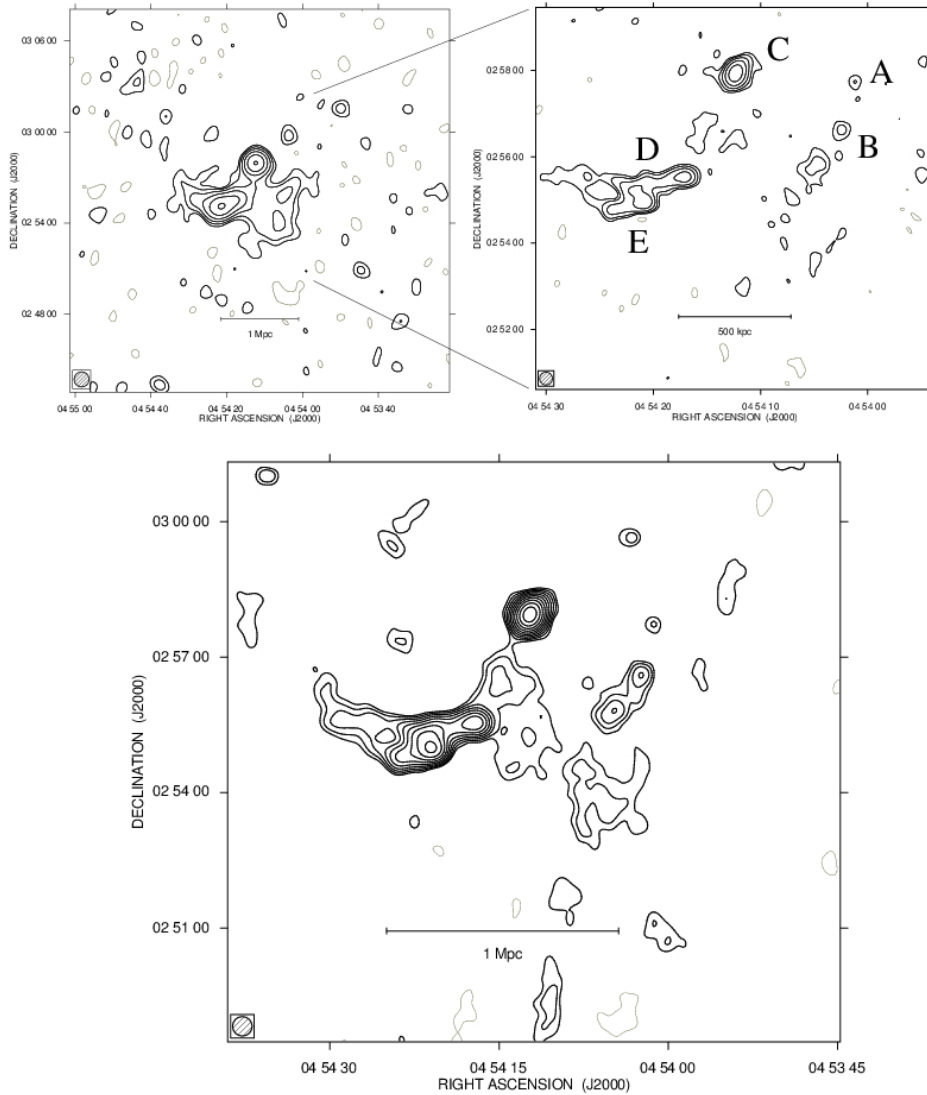 03 06 00
03 00 00
02 54 00
02 48 00
DECLINATION (J2000)
1 Mpc
04 55 00
04 54 40
04 54 20
04 54 00
04 53 40
RIGHT ASCENSION (J2000)
C
A
B
D
E
02 58 00
02 56 00
02 54 00
02 52 00
DECLINATION (J2000)
500 kpc
04 54 30
04 54 20
04 54 10
04 54 00
RIGHT ASCENSION (J2000)
03 00 00
02 57 00
02 54 00
02 51 00
DECLINATION (J2000)
1 Mpc
04 54 30
04 54 15
04 54 00
04 53 45
RIGHT ASCENSION (J2000)